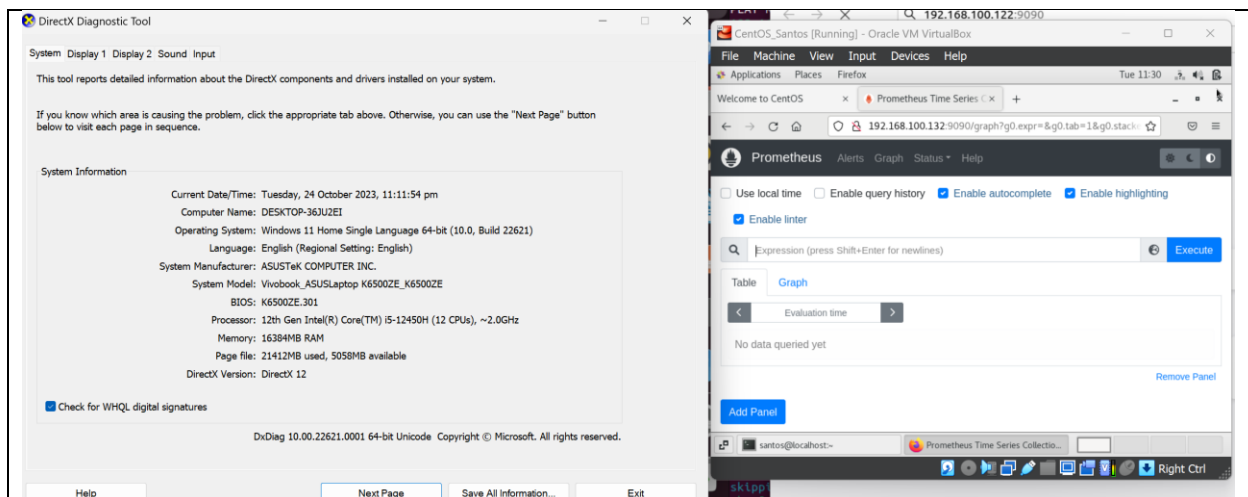 DirectX Diagnostic Tool
System Display 1 Display 2 Sound Input
This tool reports detailed information about the DirectX components and drivers installed on your system.
If you know which area is causing the problem, click the appropriate tab above. Otherwise, you can use the "Next Page" button
below to visit each page in sequence.
System Information
Current Date/Time: Tuesday, 24 October 2023, 11:11:54 pm
Computer Name: DESKTOP-36JU2EI
Operating System: Windows 11 Home Single Language 64-bit (10.0, Build 22621)
Language: English (Regional Setting: English)
System Manufacturer: ASUSTeK COMPUTER INC.
System Model: Vivobook_ASUSLaptop K6500ZE_K6500ZE
BIOS: K6500ZE.301
Processor: 12th Gen Intel(R) Core(TM) i5-12450H (12 CPUs), ~2.0GHz
Memory: 16384MB RAM
Page file: 21412MB used, 5058MB available
DirectX Version: DirectX 12
Check for WHQL digital signatures
DxDiag 10.00.22621.0001 64-bit Unicode Copyright © Microsoft. All rights reserved.
Help Next Page Save All Information... Exit
192.168.100.122:9090
CentOS_Santos [Running] - Oracle VM VirtualBox
File Machine View Input Devices Help
Applications Places Firefox Tue 11:30
Welcome to CentOS Prometheus Time Series C
192.168.100.132:9090/graph?g0.expr=&g0.tab=1&g0.stack
Prometheus Alerts Graph Status Help
Use local time Enable query history Enable autocomplete Enable highlighting
Enable linter
Expression (press Shift+Enter for newlines) Execute
Table Graph
Evaluation time
No data queried yet
Remove Panel
Add Panel
santos@localhost:~ Prometheus Time Series Collectio...
Right Ctrl
skippi